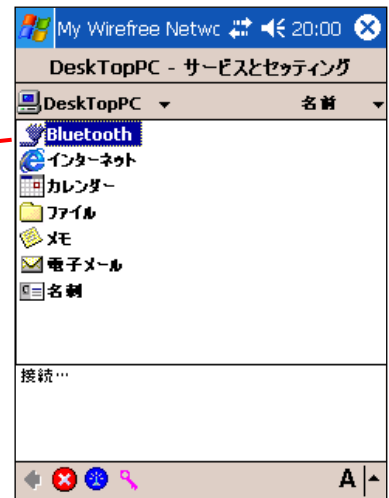 My Wirefree Netwc 20:00
DeskTopPC - サービスとセッティング
DeskTopPC 名前
Bluetooth
インターネット
カレンダー
ファイル
メモ
電子メール
名刺
接続…
A